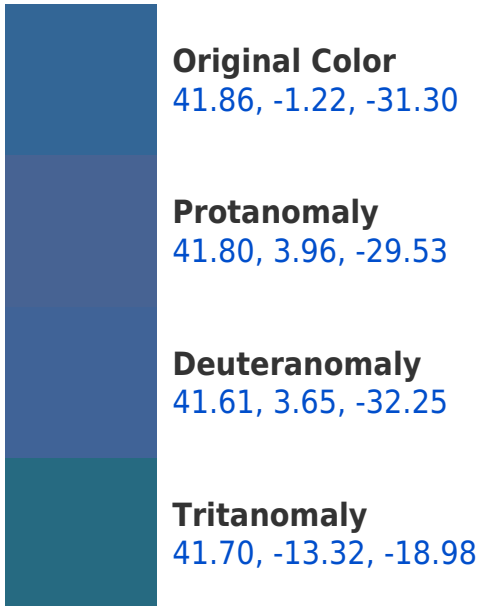 Original Color
41.86, -1.22, -31.30
Protanomaly
41.80, 3.96, -29.53
Deuteranomaly
41.61, 3.65, -32.25
Tritanomaly
41.70, -13.32, -18.98